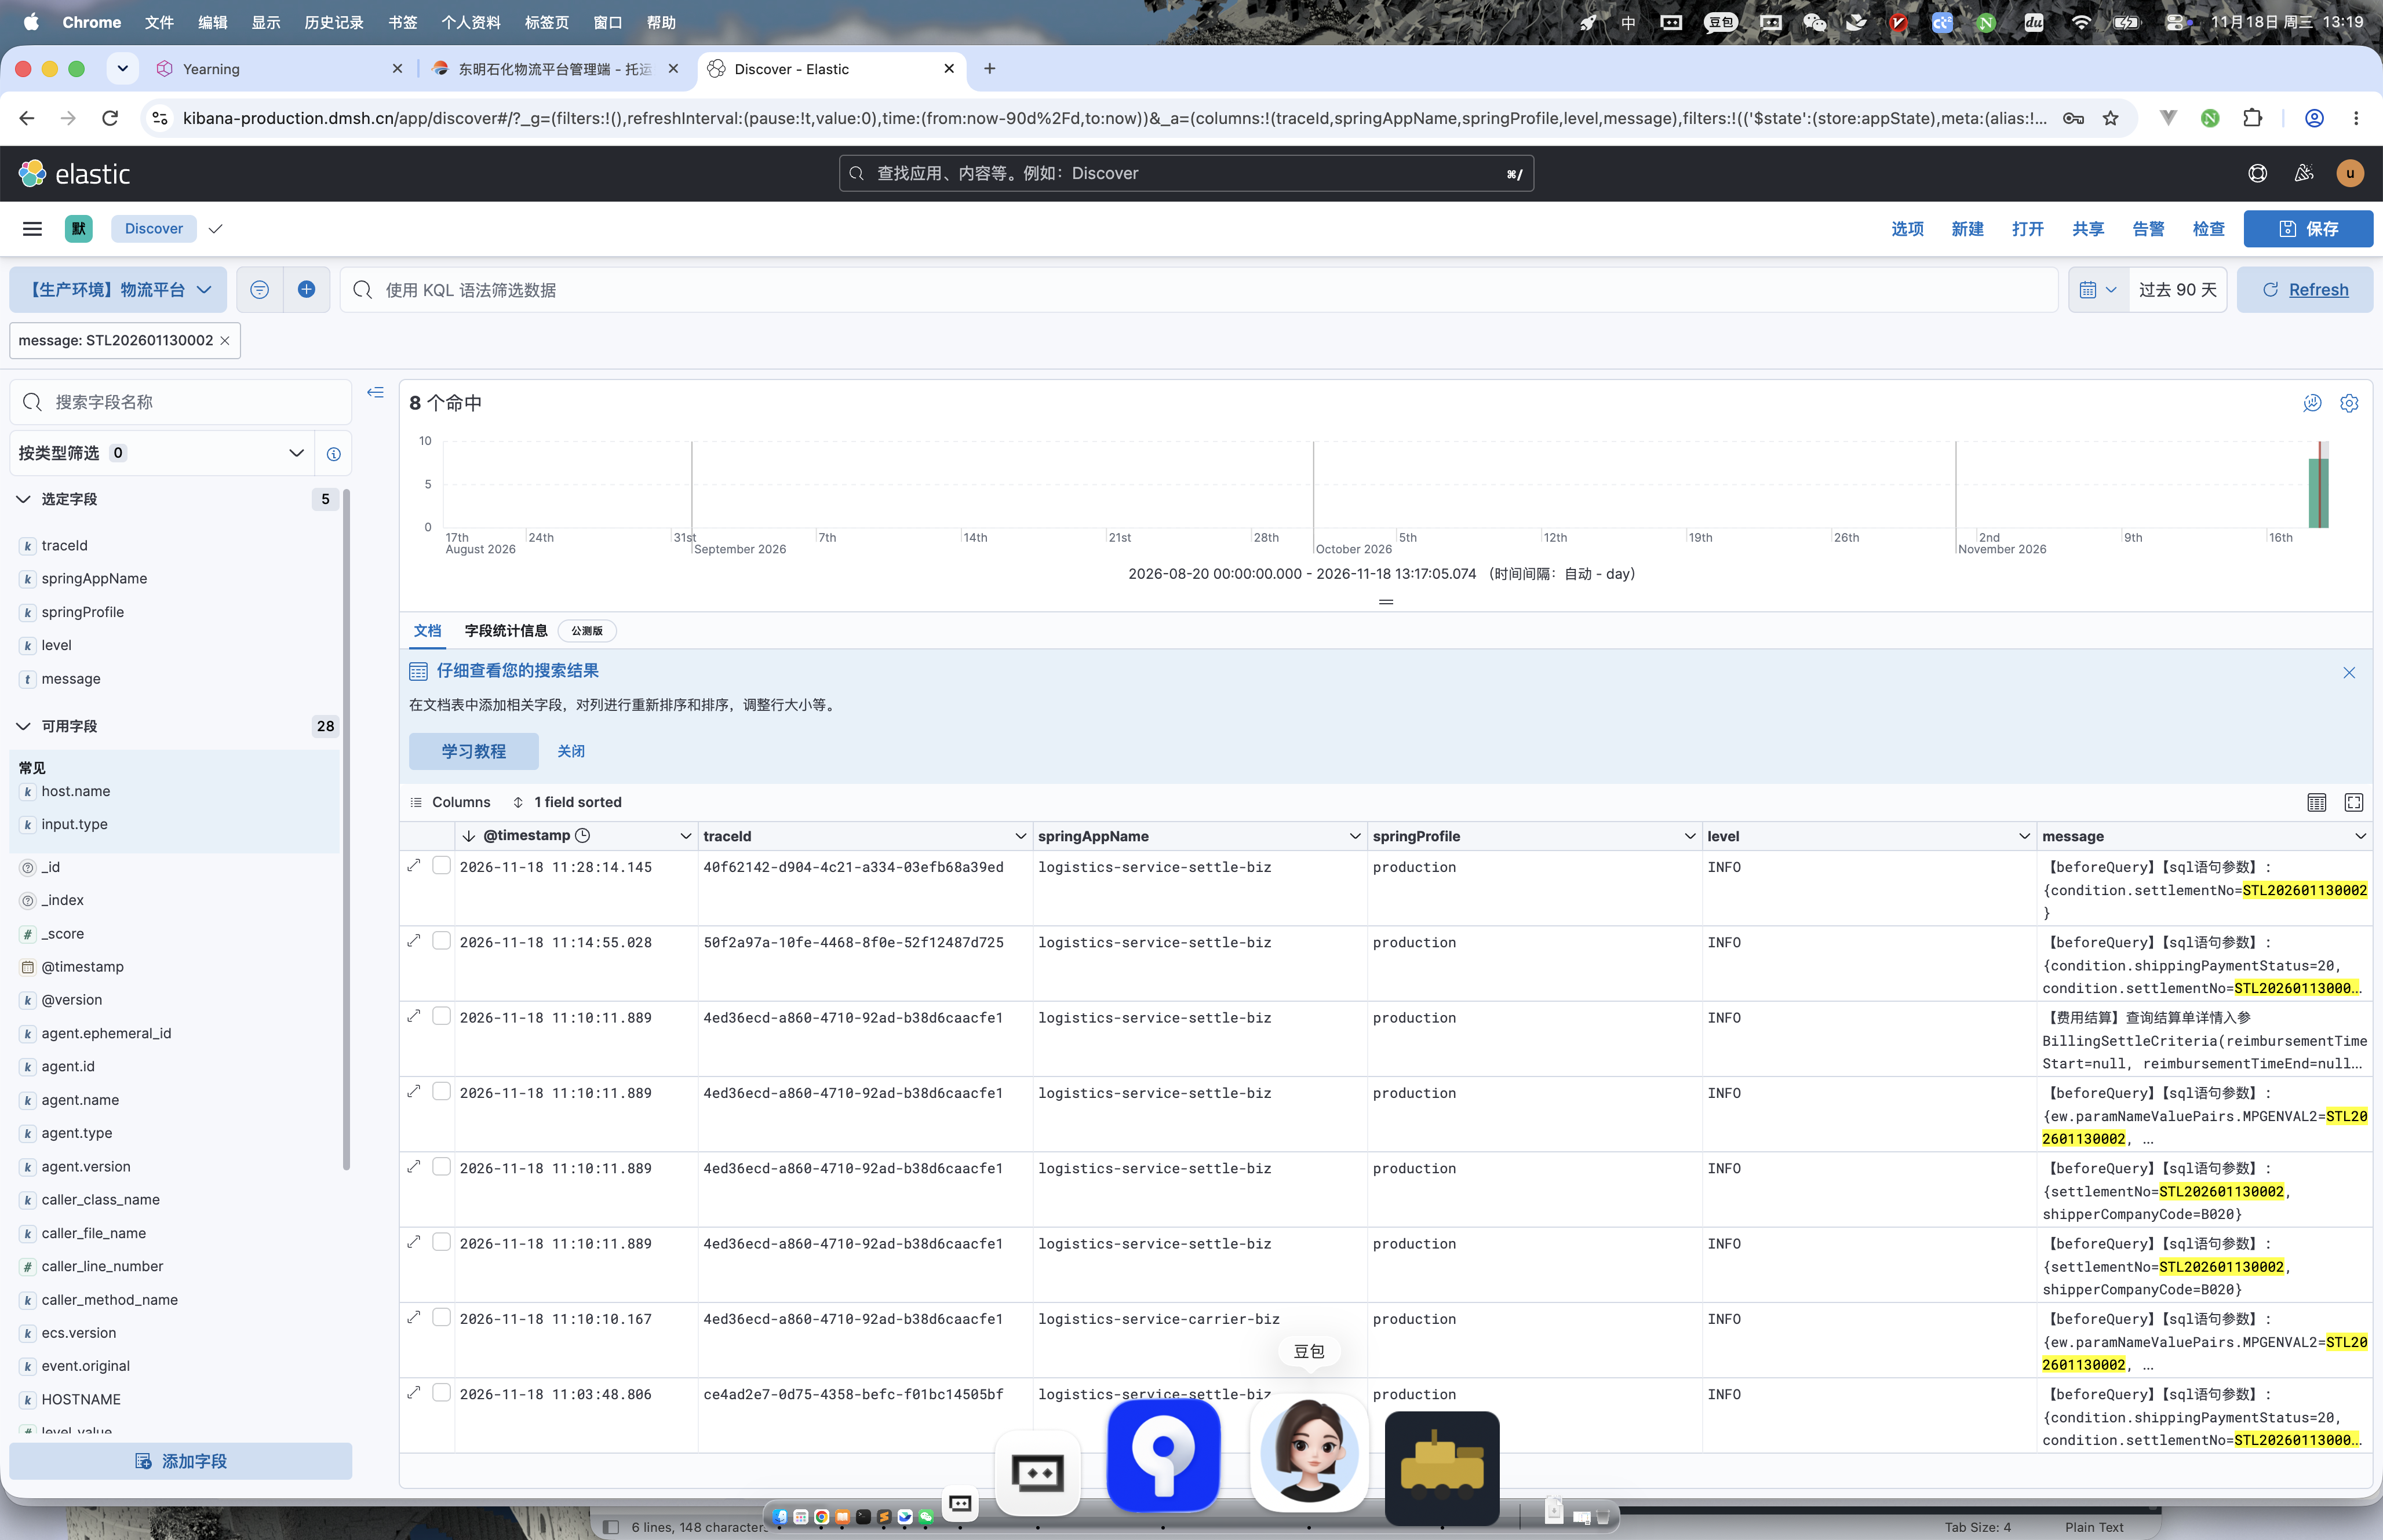 Chrome 文件 编辑 显示 历史记录 书签 个人资料 标签页 窗口 帮助
中 豆包 11月18日 周三 13:19
Yearning
东明石化物流平台管理端 - 托运
Discover - Elastic
kibana-production.dmsh.cn/app/discover#/?_g=(filters:!(),refreshInterval:(pause:!t,value:0),time:(from:now-90d%2Fd,to:now))&_a=(columns:!(traceId,springAppName,springProfile,level,message),filters:!(('$state':(store:appState),meta:(alias:!...
elastic
查找应用、内容等。例如：Discover
⌘/
u
默
Discover
选项 新建 打开 共享 告警 检查 保存
【生产环境】物流平台
使用 KQL 语法筛选数据
过去 90 天
Refresh
message: STL202601130002
搜索字段名称
按类型筛选 0
选定字段 5
k traceId
k springAppName
k springProfile
k level
t message
可用字段 28
常见
k host.name
k input.type
_id
_index
# _score
@timestamp
k @version
k agent.ephemeral_id
k agent.id
k agent.name
k agent.type
k agent.version
k caller_class_name
k caller_file_name
# caller_line_number
k caller_method_name
k ecs.version
k event.original
k HOSTNAME
# level_value
添加字段
8 个命中
10
5
0
17th 24th 31st 7th 14th 21st 28th 5th 12th 19th 26th 2nd 9th 16th
August 2026 September 2026 October 2026 November 2026
2026-08-20 00:00:00.000 - 2026-11-18 13:17:05.074 （时间间隔：自动 - day）
文档 字段统计信息 公测版
仔细查看您的搜索结果
在文档表中添加相关字段，对列进行重新排序和排序，调整行大小等。
学习教程 关闭
Columns 1 field sorted
@timestamp traceId springAppName springProfile level message
2026-11-18 11:28:14.145 40f62142-d904-4c21-a334-03efb68a39ed logistics-service-settle-biz production INFO 【beforeQuery】【sql语句参数】:
{condition.settlementNo=STL202601130002
}
2026-11-18 11:14:55.028 50f2a97a-10fe-4468-8f0e-52f12487d725 logistics-service-settle-biz production INFO 【beforeQuery】【sql语句参数】:
{condition.shippingPaymentStatus=20,
condition.settlementNo=STL20260113000...
2026-11-18 11:10:11.889 4ed36ecd-a860-4710-92ad-b38d6caacfe1 logistics-service-settle-biz production INFO 【费用结算】查询结算单详情入参
BillingSettleCriteria(reimbursementTime
Start=null, reimbursementTimeEnd=null...
2026-11-18 11:10:11.889 4ed36ecd-a860-4710-92ad-b38d6caacfe1 logistics-service-settle-biz production INFO 【beforeQuery】【sql语句参数】:
{ew.paramNameValuePairs.MPGENVAL2=STL20
2601130002, ...
2026-11-18 11:10:11.889 4ed36ecd-a860-4710-92ad-b38d6caacfe1 logistics-service-settle-biz production INFO 【beforeQuery】【sql语句参数】:
{settlementNo=STL202601130002,
shipperCompanyCode=B020}
2026-11-18 11:10:11.889 4ed36ecd-a860-4710-92ad-b38d6caacfe1 logistics-service-settle-biz production INFO 【beforeQuery】【sql语句参数】:
{settlementNo=STL202601130002,
shipperCompanyCode=B020}
2026-11-18 11:10:10.167 4ed36ecd-a860-4710-92ad-b38d6caacfe1 logistics-service-carrier-biz production INFO 【beforeQuery】【sql语句参数】:
{ew.paramNameValuePairs.MPGENVAL2=STL20
2601130002, ...
2026-11-18 11:03:48.806 ce4ad2e7-0d75-4358-befc-f01bc14505bf logistics-service-settle-biz production INFO 【beforeQuery】【sql语句参数】:
{condition.shippingPaymentStatus=20,
condition.settlementNo=STL20260113000...
豆包
6 lines, 148 characters
Tab Size: 4 Plain Text